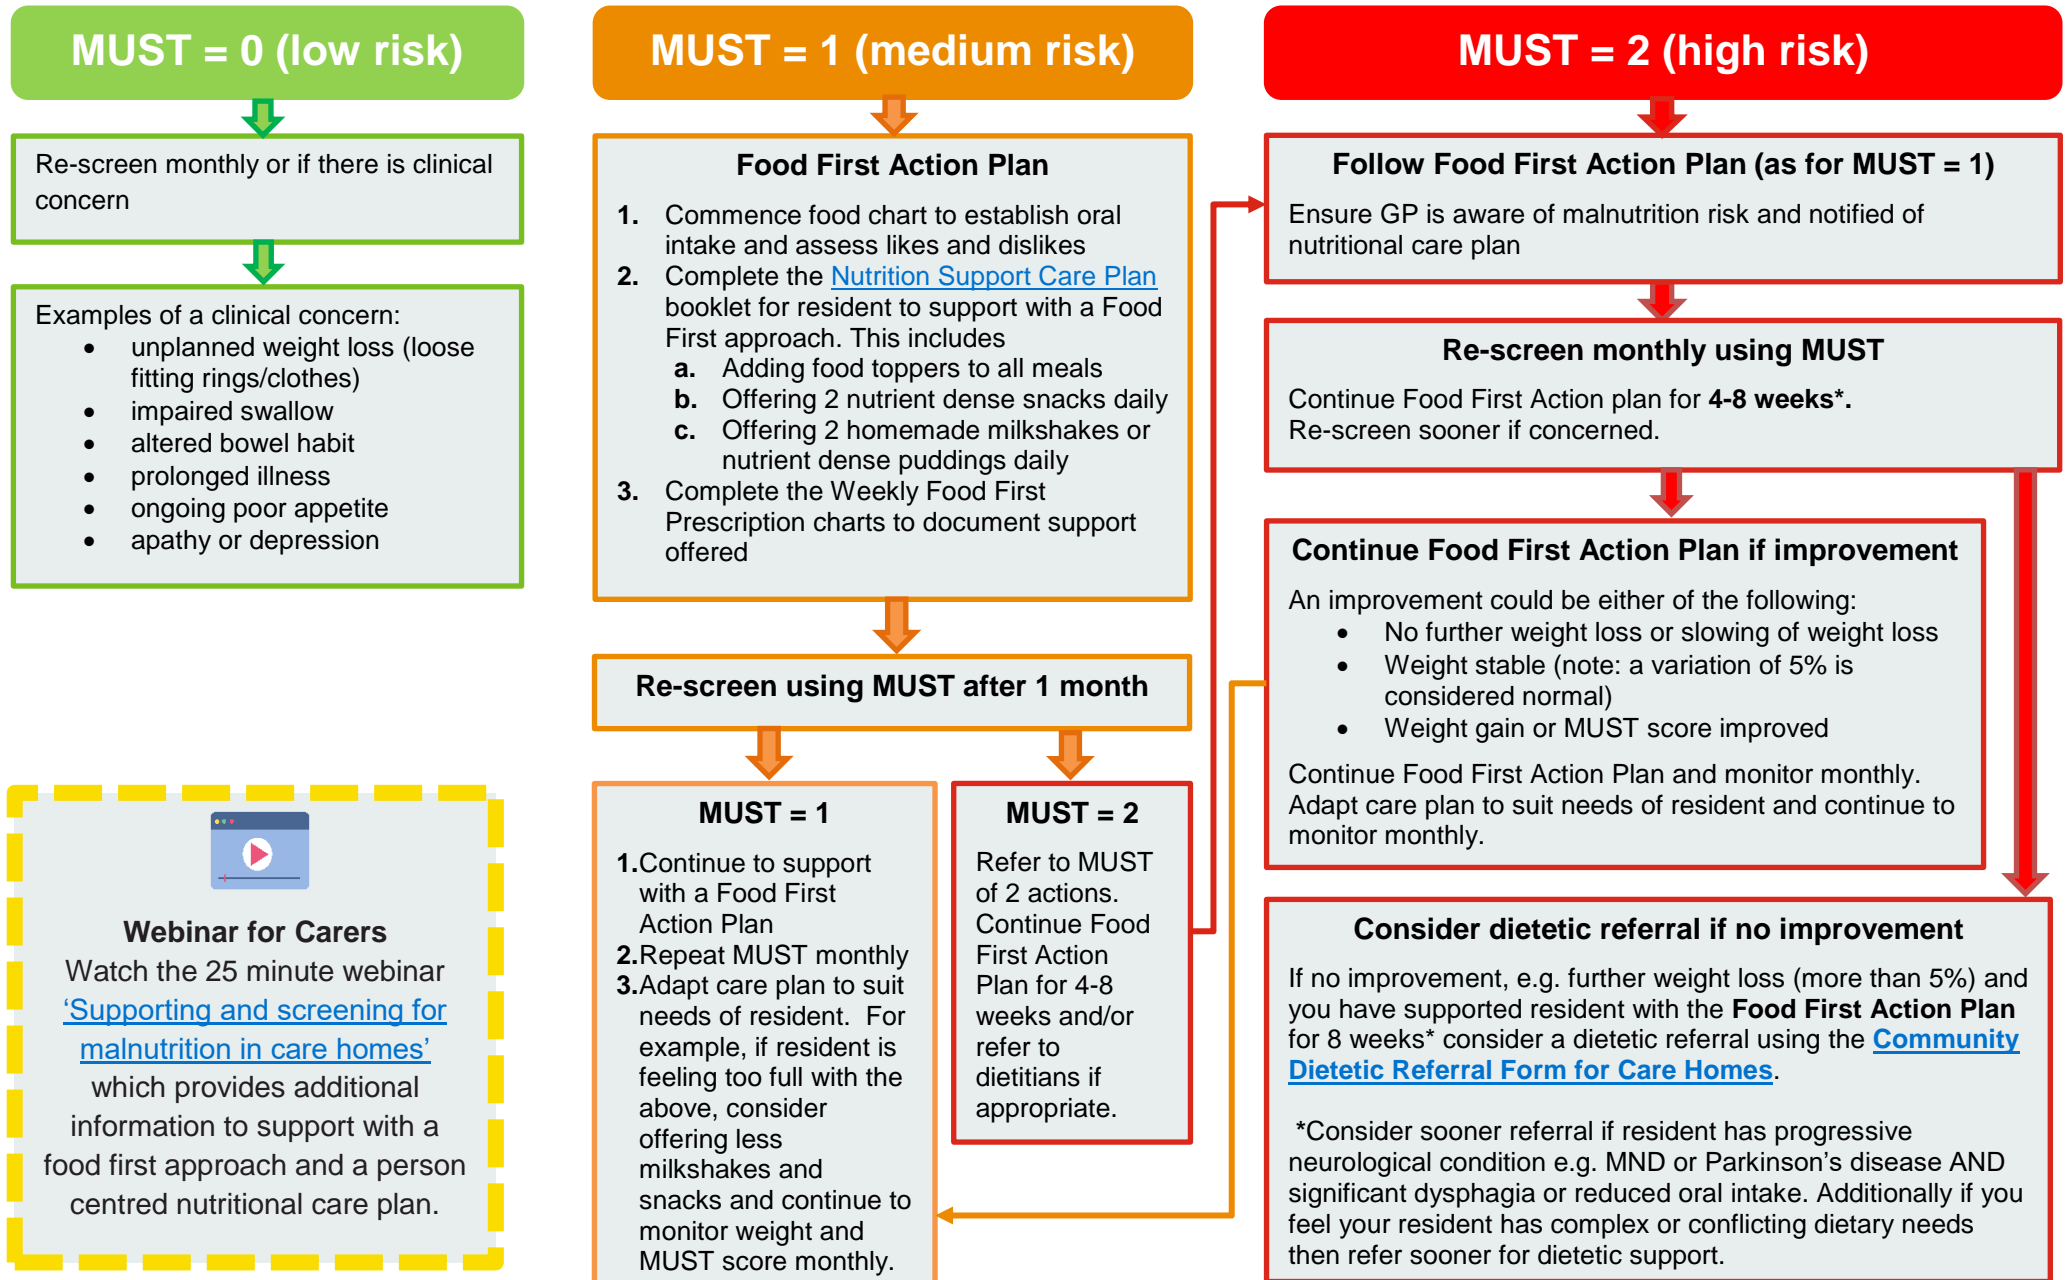 MUST = 0 (low risk)
Re-screen monthly or if there is clinical
concern
Examples of a clinical concern:
• unplanned weight loss (loose
fitting rings/clothes)
• impaired swallow
• altered bowel habit
• prolonged illness
• ongoing poor appetite
• apathy or depression
Webinar for Carers
Watch the 25 minute webinar
‘Supporting and screening for
malnutrition in care homes’
which provides additional
information to support with a
food first approach and a person
centred nutritional care plan.
MUST = 1 (medium risk)
Food First Action Plan
1. Commence food chart to establish oral
intake and assess likes and dislikes
2. Complete the Nutrition Support Care Plan
booklet for resident to support with a Food
First approach. This includes
a. Adding food toppers to all meals
b. Offering 2 nutrient dense snacks daily
c. Offering 2 homemade milkshakes or
nutrient dense puddings daily
3. Complete the Weekly Food First
Prescription charts to document support
offered
Re-screen using MUST after 1 month
MUST = 1
1.Continue to support
with a Food First
Action Plan
2.Repeat MUST monthly
3.Adapt care plan to suit
needs of resident. For
example, if resident is
feeling too full with the
above, consider
offering less
milkshakes and
snacks and continue to
monitor weight and
MUST score monthly.
MUST = 2
Refer to MUST
of 2 actions.
Continue Food
First Action
Plan for 4-8
weeks and/or
refer to
dietitians if
appropriate.
MUST = 2 (high risk)
Follow Food First Action Plan (as for MUST = 1)
Ensure GP is aware of malnutrition risk and notified of
nutritional care plan
Re-screen monthly using MUST
Continue Food First Action plan for 4-8 weeks*.
Re-screen sooner if concerned.
Continue Food First Action Plan if improvement
An improvement could be either of the following:
• No further weight loss or slowing of weight loss
• Weight stable (note: a variation of 5% is
considered normal)
• Weight gain or MUST score improved
Continue Food First Action Plan and monitor monthly.
Adapt care plan to suit needs of resident and continue to
monitor monthly.
Consider dietetic referral if no improvement
If no improvement, e.g. further weight loss (more than 5%) and
you have supported resident with the Food First Action Plan
for 8 weeks* consider a dietetic referral using the Community
Dietetic Referral Form for Care Homes.
*Consider sooner referral if resident has progressive
neurological condition e.g. MND or Parkinson’s disease AND
significant dysphagia or reduced oral intake. Additionally if you
feel your resident has complex or conflicting dietary needs
then refer sooner for dietetic support.